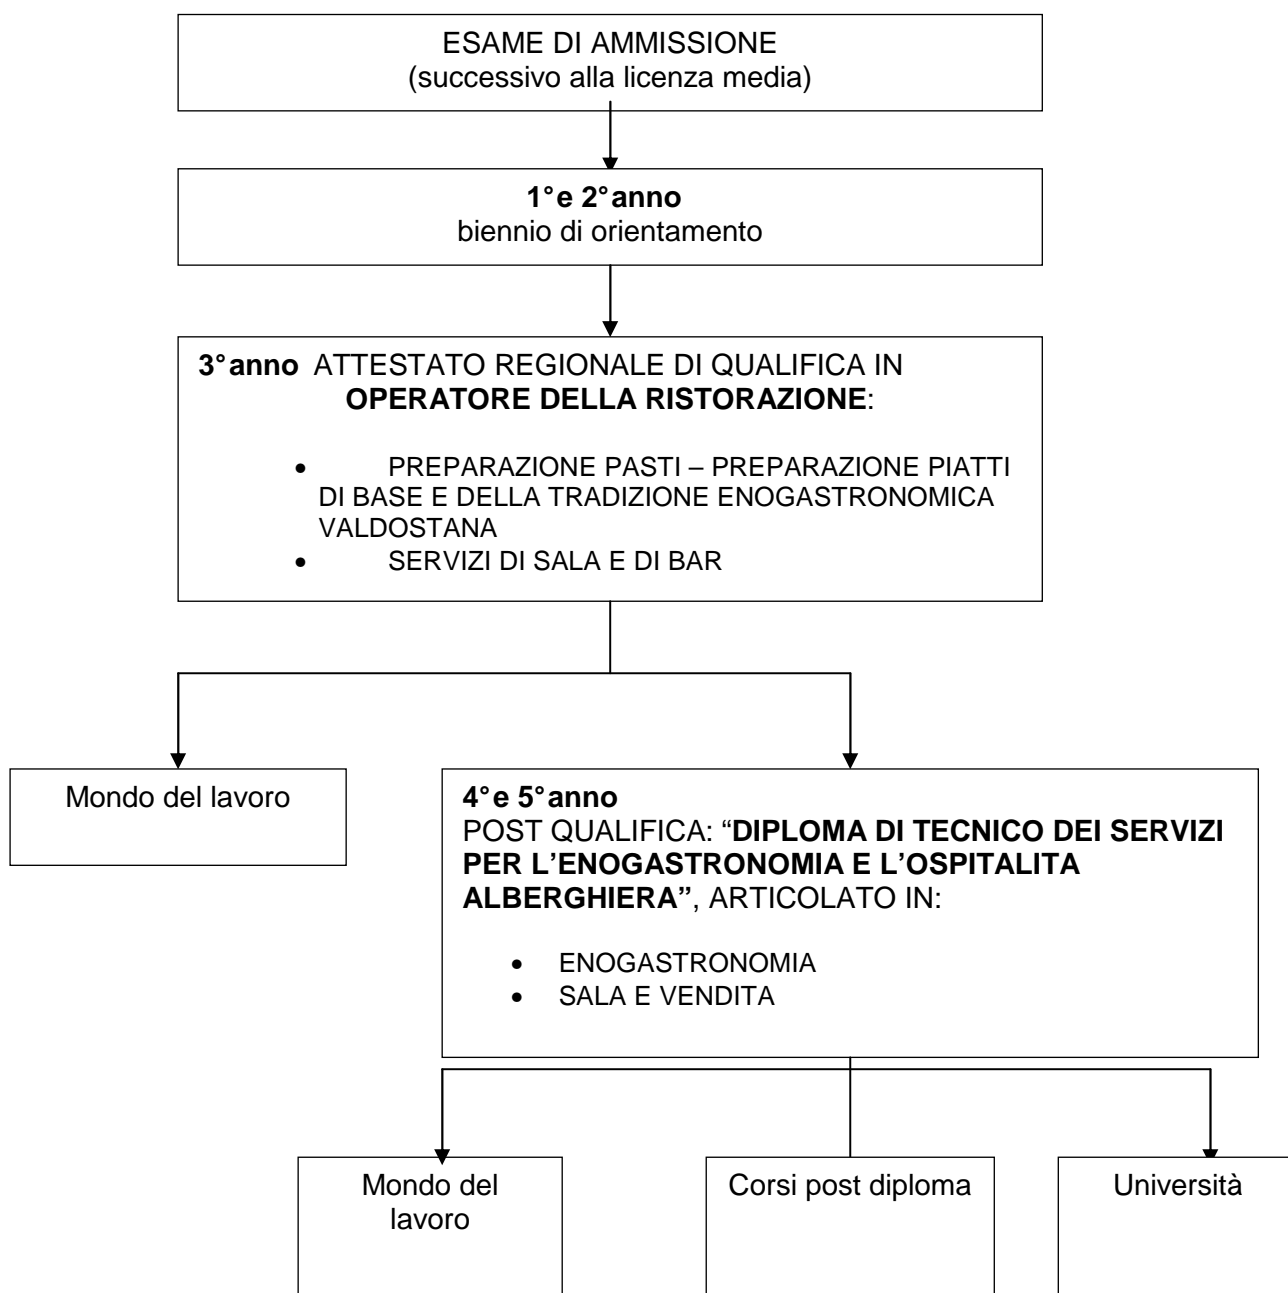 ESAME DI AMMISSIONE
(successivo alla licenza media)
1° e 2° anno
biennio di orientamento
3° anno ATTESTATO REGIONALE DI QUALIFICA IN
OPERATORE DELLA RISTORAZIONE:
• PREPARAZIONE PASTI – PREPARAZIONE PIATTI
DI BASE E DELLA TRADIZIONE ENOGASTRONOMICA
VALDOSTANA
• SERVIZI DI SALA E DI BAR
Mondo del lavoro
4° e 5° anno
POST QUALIFICA: “DIPLOMA DI TECNICO DEI SERVIZI
PER L’ENOGASTRONOMIA E L’OSPITALITA
ALBERGHIERA”, ARTICOLATO IN:
• ENOGASTRONOMIA
• SALA E VENDITA
Mondo del
lavoro
Corsi post diploma
Università